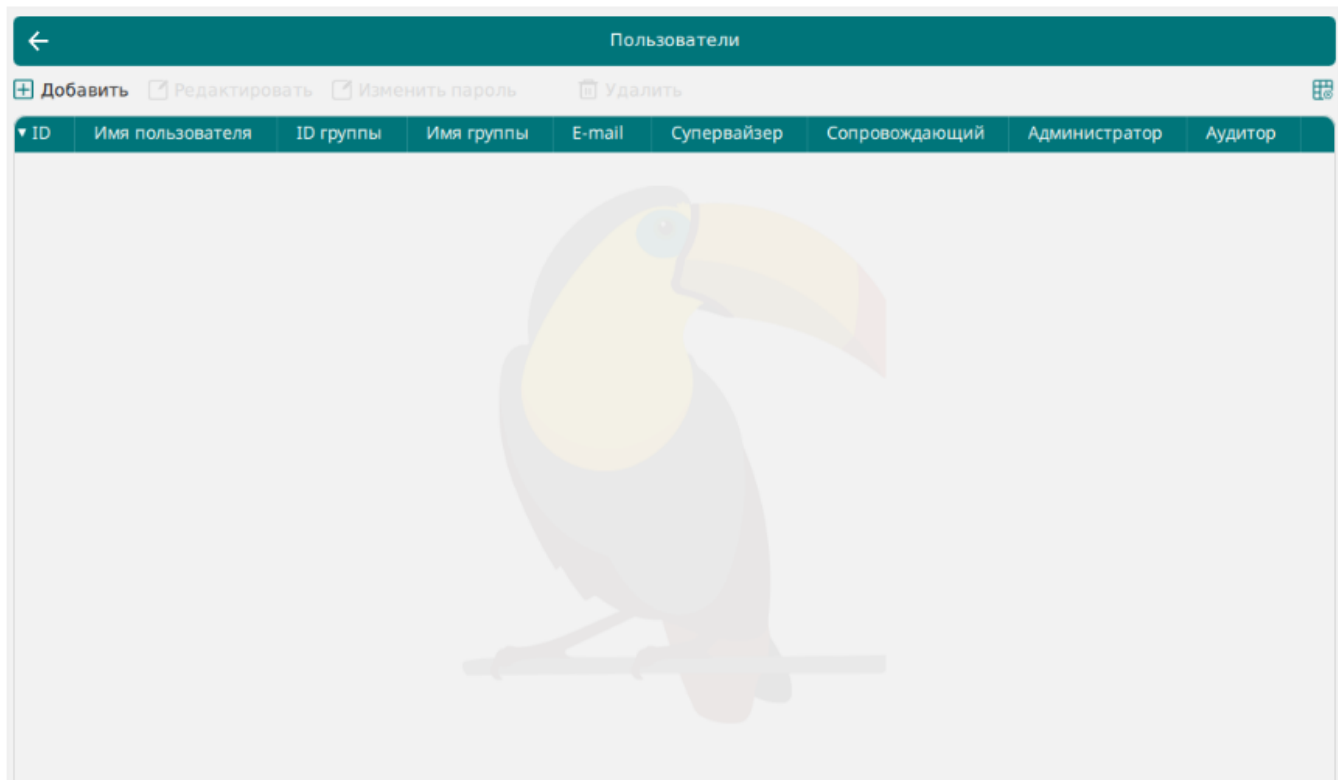 Пользователи
Добавить Редактировать Изменить пароль Удалить
ID Имя пользователя ID группы Имя группы E-mail Супервайзер Сопровождающий Администратор Аудитор